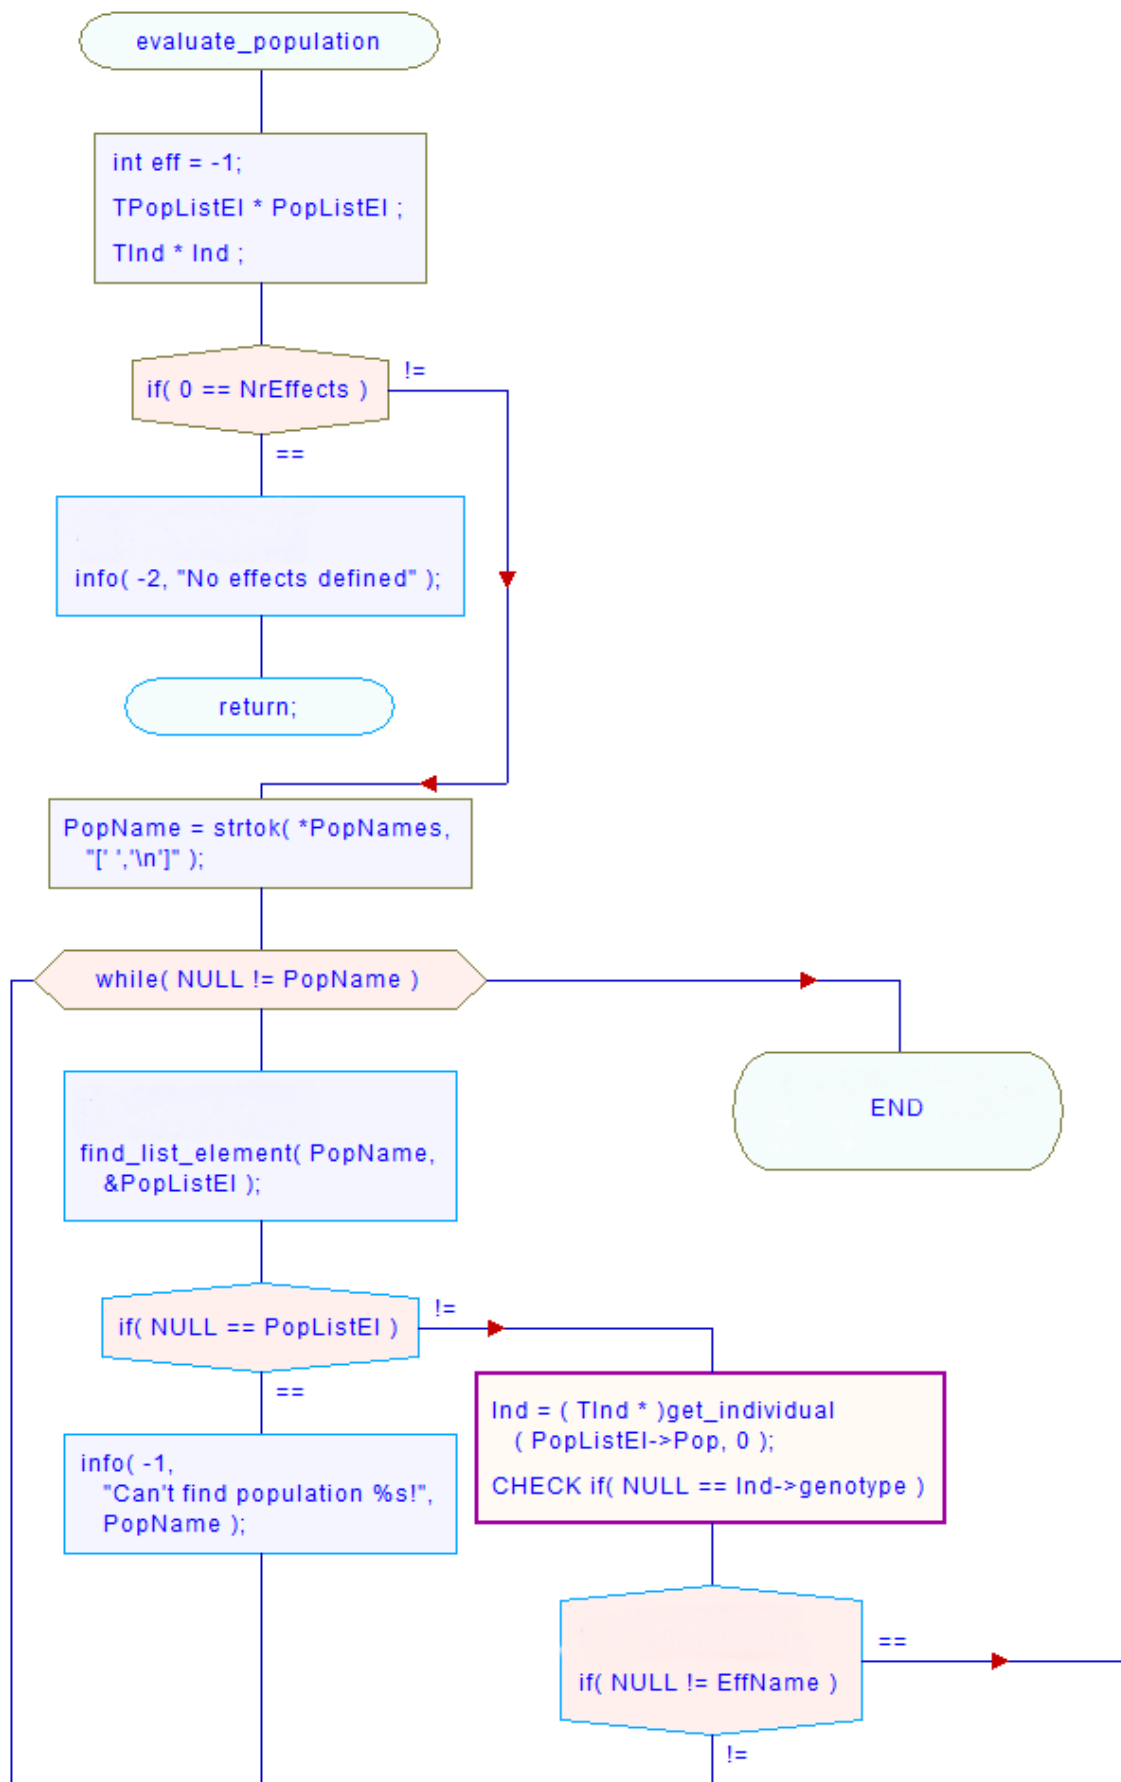 evaluate_population
int eff = -1;
TPopListEl * PopListEl ;
TInd * Ind ;
if( 0 == NrEffects )
!=
==
info( -2, "No effects defined" );
return;
PopName = strtok( *PopNames,
"[' ','\n']" );
while( NULL != PopName )
END
find_list_element( PopName,
&PopListEl );
if( NULL == PopListEl )
!=
==
info( -1,
"Can't find population %s!",
PopName );
Ind = ( TInd * )get_individual
( PopListEl->Pop, 0 );
CHECK if( NULL == Ind->genotype )
if( NULL != EffName )
==
!=